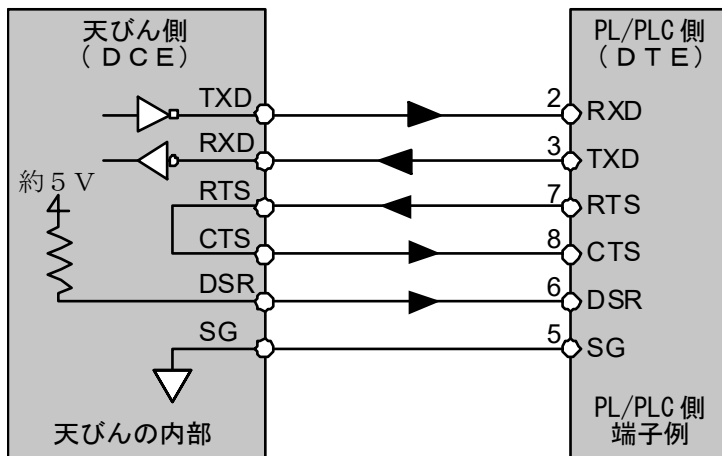 天びん側
(ＤＣＥ)
PL/PLC 側
(ＤＴＥ)
TXD
2
RXD
RXD
3
TXD
約５Ｖ
RTS
7
RTS
CTS
8
CTS
DSR
6
DSR
SG
5
SG
天びんの内部
PL/PLC 側
端子例